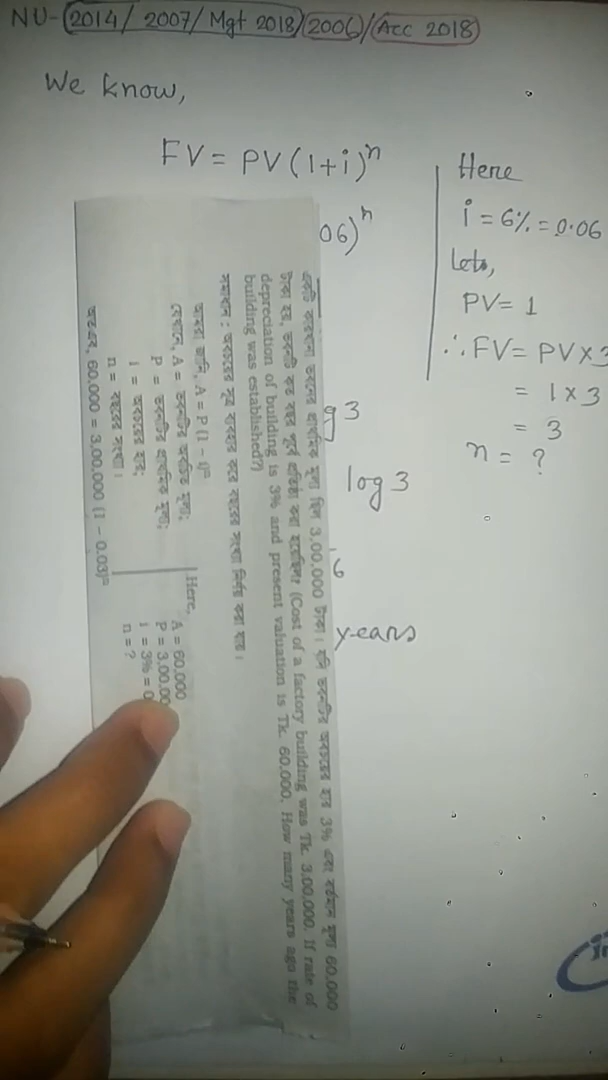 NU-(2014/ 2007/ Mgt 2018)(2006)/(Acc 2018)
We know,
FV = PV (1+i)ⁿ
06)ⁿ
g 3
log 3
6
years
Here
i = 6% = 0.06
Lets,
PV = 1
∴ FV = PV × 3
= 1 × 3
= 3
n = ?
একটি কারখানা ভবনের প্রাথমিক মূল্য ছিল 3,00,000 টাকা। যদি ভবনটির অবচয়ের হার 3% এবং বর্তমান মূল্য 60,000
টাকা হয়, ভবনটি কত বছর পূর্বে প্রতিষ্ঠা করা হয়েছিল? (Cost of a factory building was Tk. 3,00,000. If rate of
depreciation of building is 3% and present valuation is Tk. 60,000. How many years ago the
building was established?)
সমাধান : অবচয়ের সূত্র ব্যবহার করে বছরের সংখ্যা নির্ণয় করা যায়।
আমরা জানি, A = P (1 − i)ⁿ
যেখানে, A = ভবনটির অবচিত মূল্য;
P = ভবনটির প্রাথমিক মূল্য;
i = অবচয়ের হার;
n = বছরের সংখ্যা।
Here,
A = 60,000
P = 3,00,00
i = 3% = 0
n = ?
অতএব, 60,000 = 3,00,000 (1 − 0.03)ⁿ